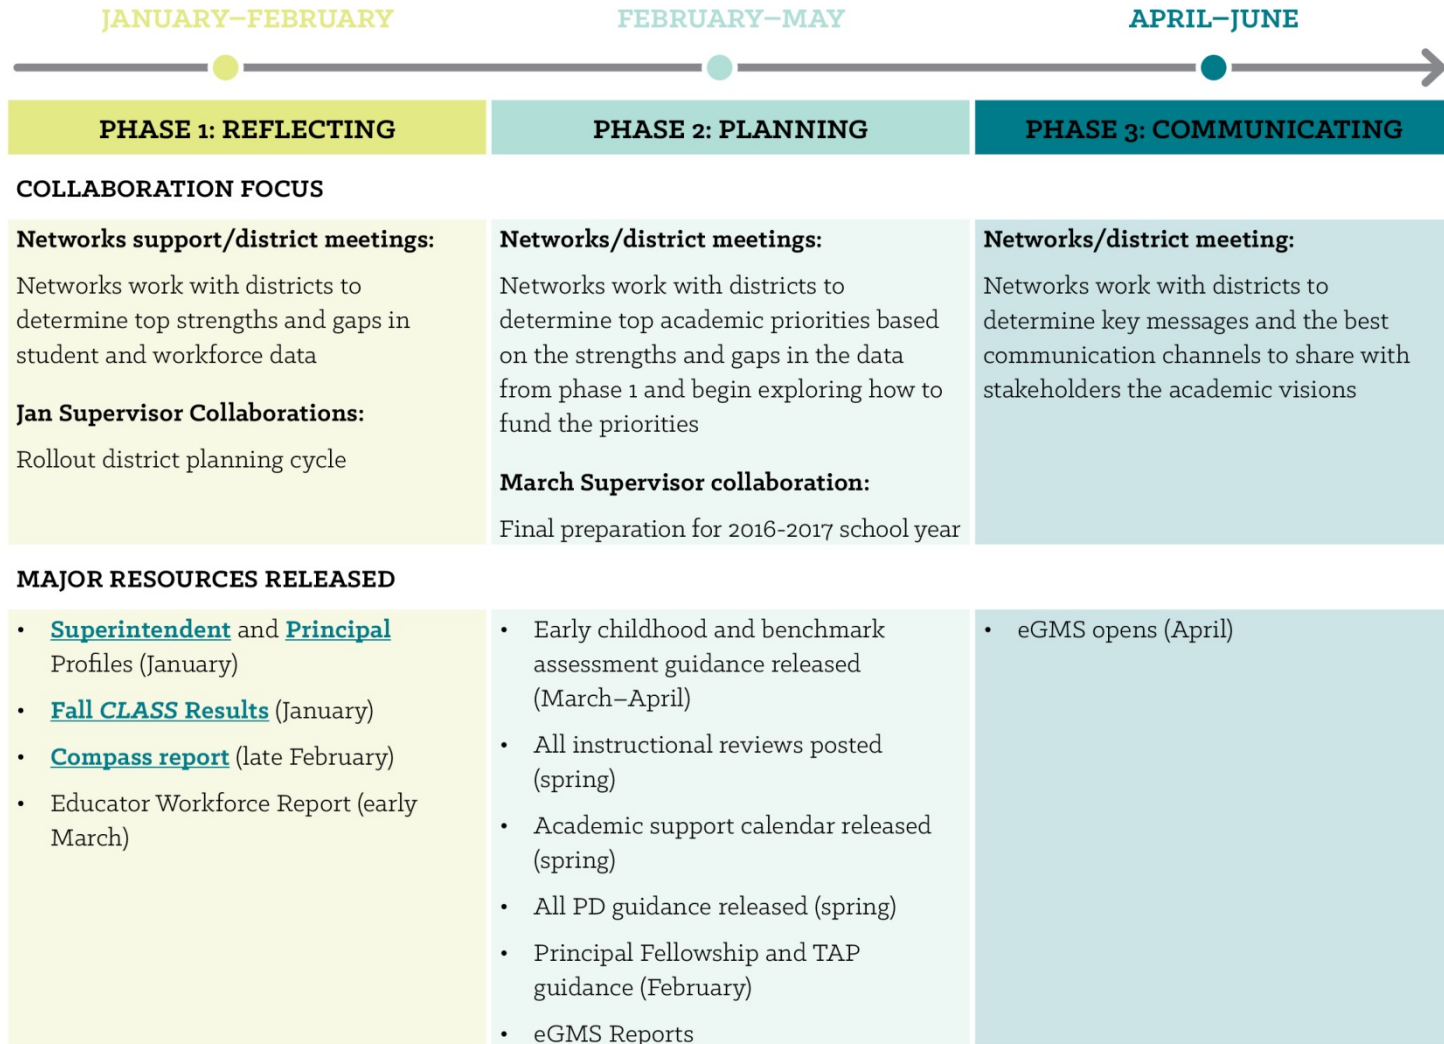 JANUARY–FEBRUARY
FEBRUARY–MAY
APRIL–JUNE
PHASE 1: REFLECTING
PHASE 2: PLANNING
PHASE 3: COMMUNICATING
COLLABORATION FOCUS
Networks support/district meetings:
Networks work with districts to
determine top strengths and gaps in
student and workforce data
Jan Supervisor Collaborations:
Rollout district planning cycle
Networks/district meetings:
Networks work with districts to
determine top academic priorities based
on the strengths and gaps in the data
from phase 1 and begin exploring how to
fund the priorities
March Supervisor collaboration:
Final preparation for 2016-2017 school year
Networks/district meeting:
Networks work with districts to
determine key messages and the best
communication channels to share with
stakeholders the academic visions
MAJOR RESOURCES RELEASED
• Superintendent and Principal
Profiles (January)
• Fall CLASS Results (January)
• Compass report (late February)
• Educator Workforce Report (early
March)
• Early childhood and benchmark
assessment guidance released
(March–April)
• All instructional reviews posted
(spring)
• Academic support calendar released
(spring)
• All PD guidance released (spring)
• Principal Fellowship and TAP
guidance (February)
• eGMS Reports
• eGMS opens (April)